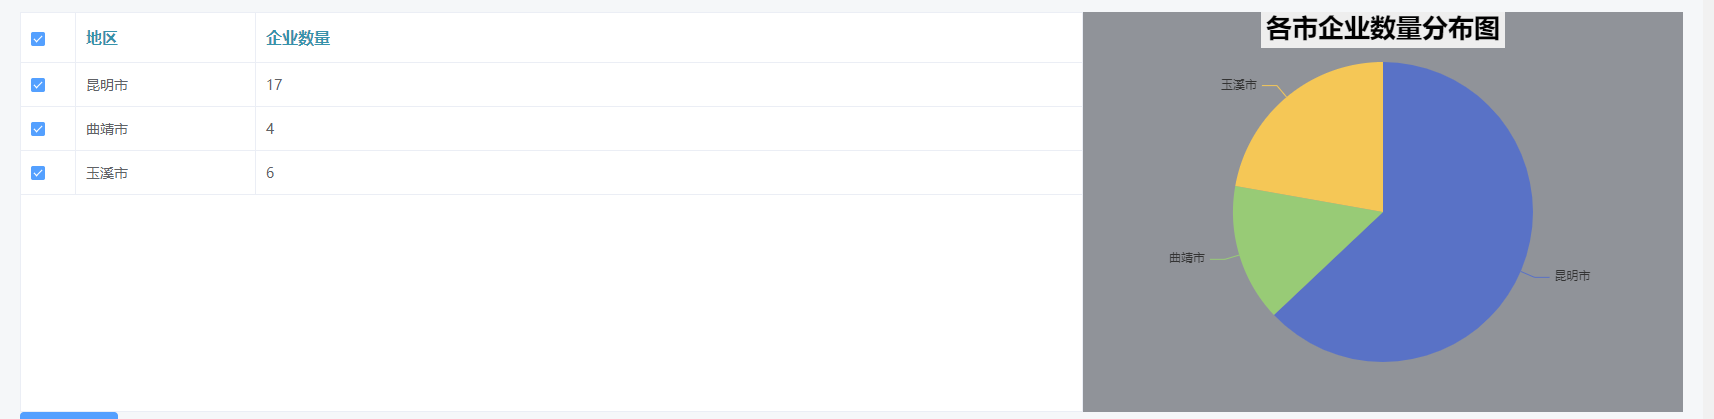 地区 企业数量
昆明市 17
曲靖市 4
玉溪市 6
各市企业数量分布图
玉溪市
曲靖市
昆明市